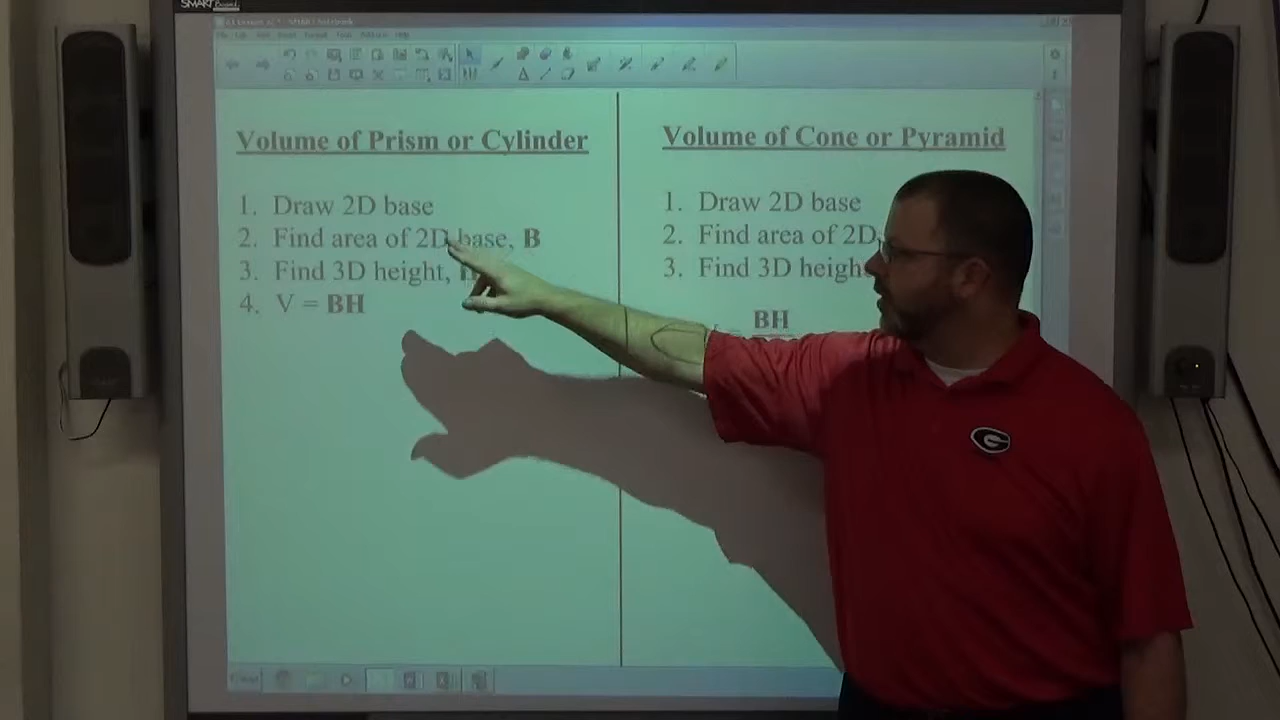 SMART Board
Volume of Prism or Cylinder
1. Draw 2D base
2. Find area of 2D base, B
3. Find 3D height, H
4. V = BH
Volume of Cone or Pyramid
1. Draw 2D base
2. Find area of 2D
3. Find 3D heigh
BH
G